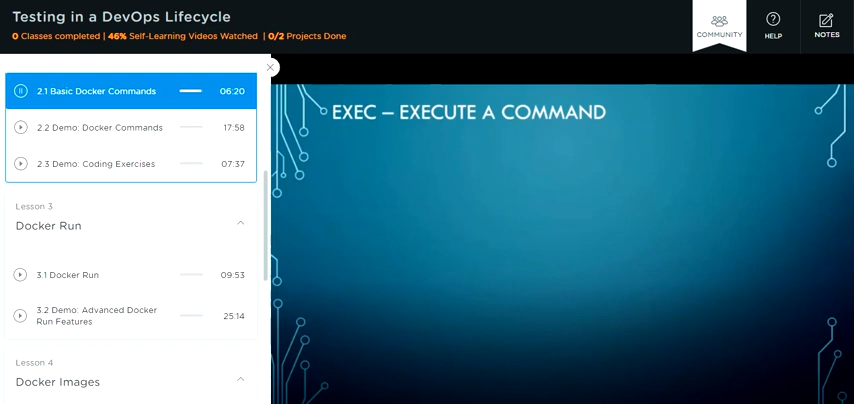 Testing in a DevOps Lifecycle
0 Classes completed | 46% Self-Learning Videos Watched | 0/2 Projects Done
COMMUNITY
HELP
NOTES
2.1 Basic Docker Commands 06:20
2.2 Demo: Docker Commands 17:58
2.3 Demo: Coding Exercises 07:37
Lesson 3
Docker Run
3.1 Docker Run 09:53
3.2 Demo: Advanced Docker
Run Features 25:14
Lesson 4
Docker Images
EXEC – EXECUTE A COMMAND